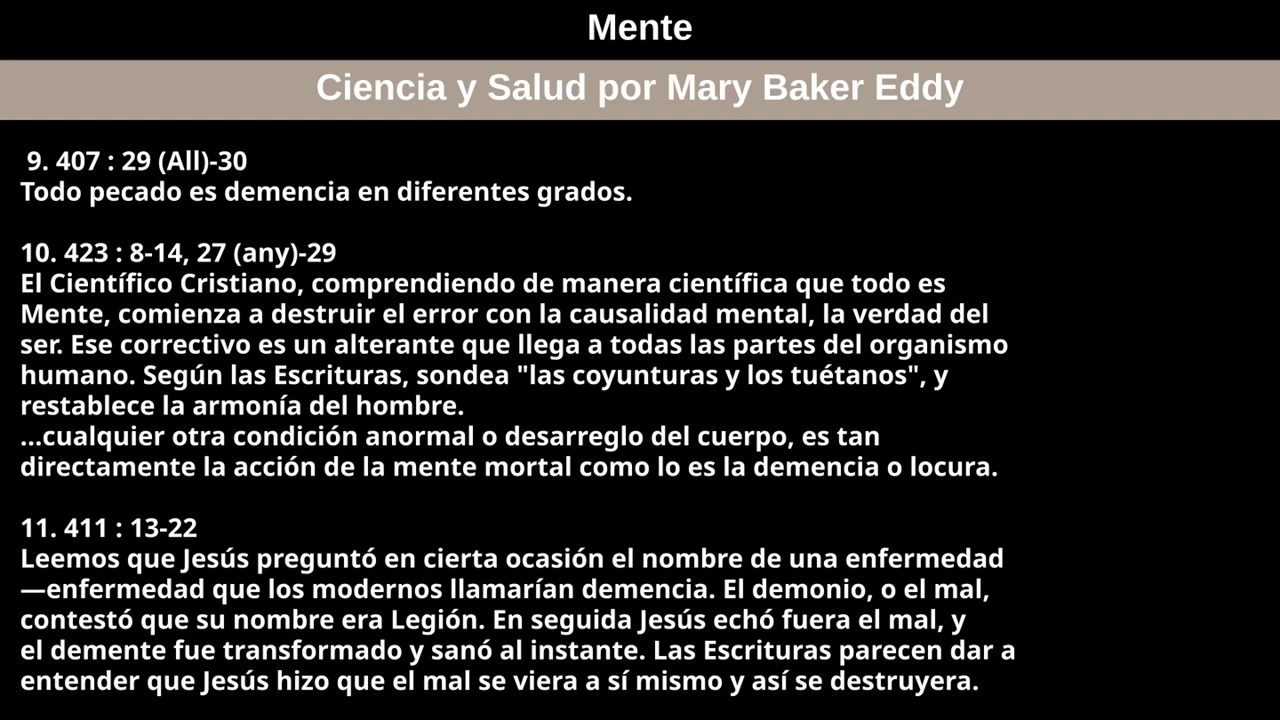 Mente
Ciencia y Salud por Mary Baker Eddy
9. 407 : 29 (All)-30
Todo pecado es demencia en diferentes grados.
10. 423 : 8-14, 27 (any)-29
El Científico Cristiano, comprendiendo de manera científica que todo es
Mente, comienza a destruir el error con la causalidad mental, la verdad del
ser. Ese correctivo es un alterante que llega a todas las partes del organismo
humano. Según las Escrituras, sondea "las coyunturas y los tuétanos", y
restablece la armonía del hombre.
...cualquier otra condición anormal o desarreglo del cuerpo, es tan
directamente la acción de la mente mortal como lo es la demencia o locura.
11. 411 : 13-22
Leemos que Jesús preguntó en cierta ocasión el nombre de una enfermedad
—enfermedad que los modernos llamarían demencia. El demonio, o el mal,
contestó que su nombre era Legión. En seguida Jesús echó fuera el mal, y
el demente fue transformado y sanó al instante. Las Escrituras parecen dar a
entender que Jesús hizo que el mal se viera a sí mismo y así se destruyera.